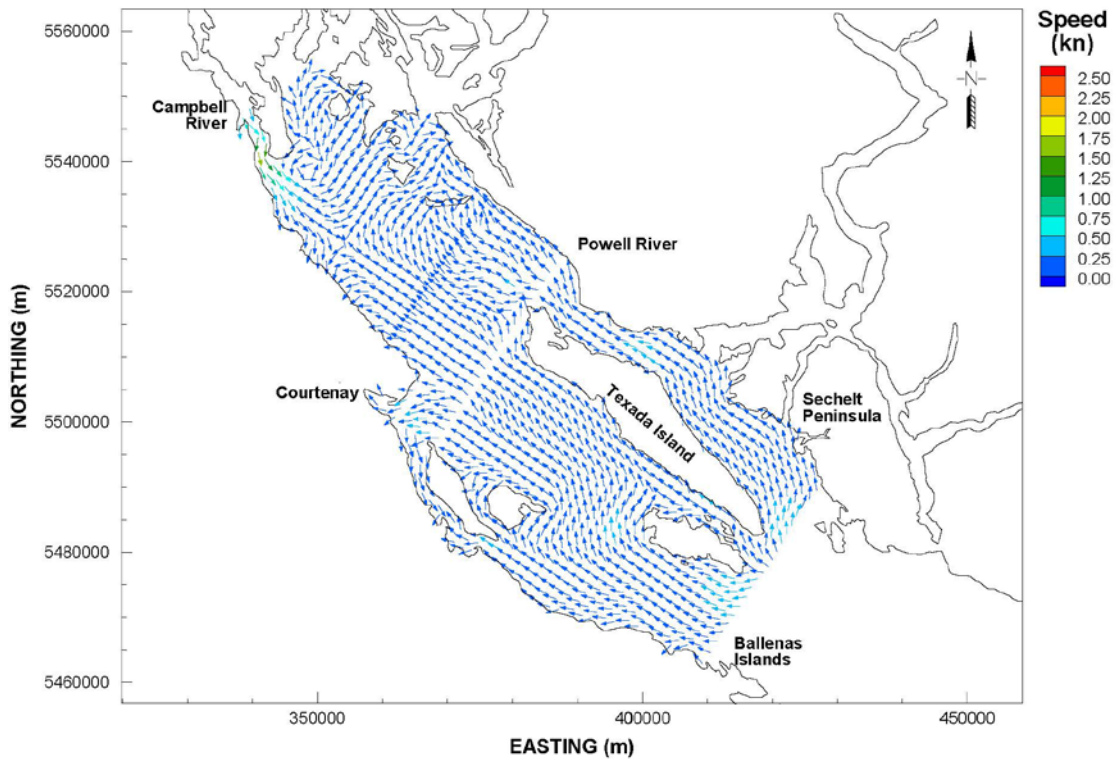 5560000
5540000
5520000
5500000
5480000
5460000
NORTHING (m)
350000
400000
450000
EASTING (m)
Campbell
River
Powell River
Courtenay
Texada Island
Sechelt
Peninsula
Ballenas
Islands
N
Speed
(kn)
2.50
2.25
2.00
1.75
1.50
1.25
1.00
0.75
0.50
0.25
0.00